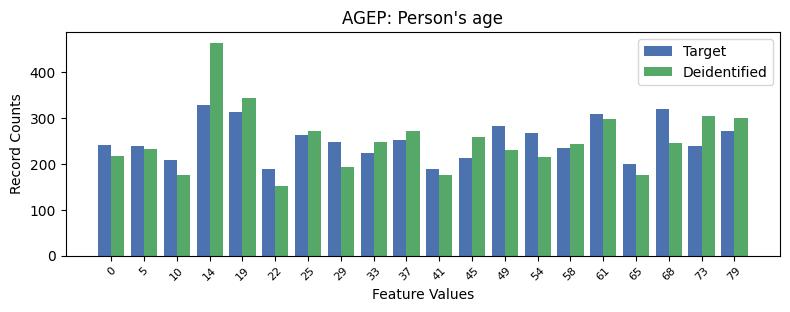 AGEP: Person's age
Target
Deidentified
Record Counts
400
300
200
100
0
0 5 10 14 19 22 25 29 33 37 41 45 49 54 58 61 65 68 73 79
Feature Values